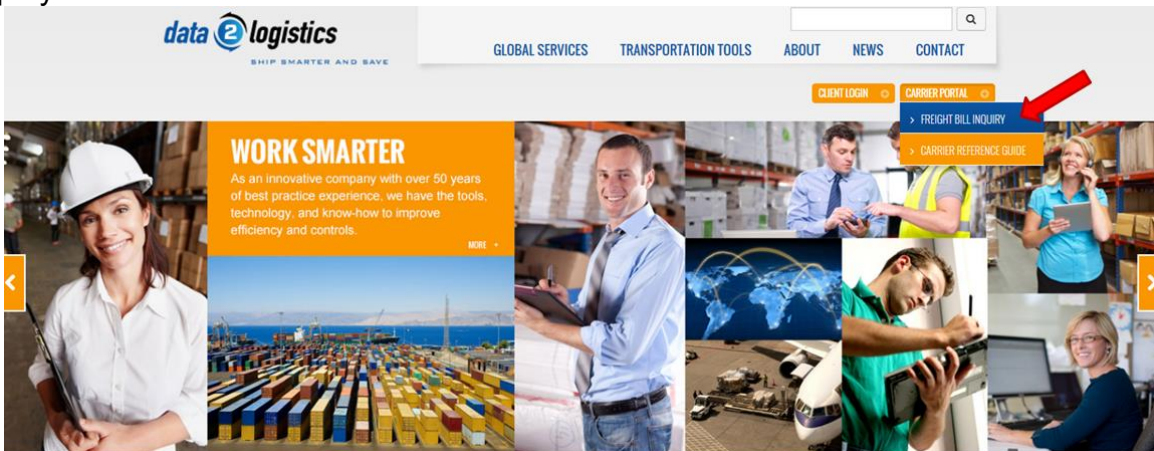 data 2 logistics
SHIP SMARTER AND SAVE
GLOBAL SERVICES TRANSPORTATION TOOLS ABOUT NEWS CONTACT
CLIENT LOGIN CARRIER PORTAL
> FREIGHT BILL INQUIRY
> CARRIER REFERENCE GUIDE
WORK SMARTER
As an innovative company with over 50 years
of best practice experience, we have the tools,
technology, and know-how to improve
efficiency and controls.
MORE